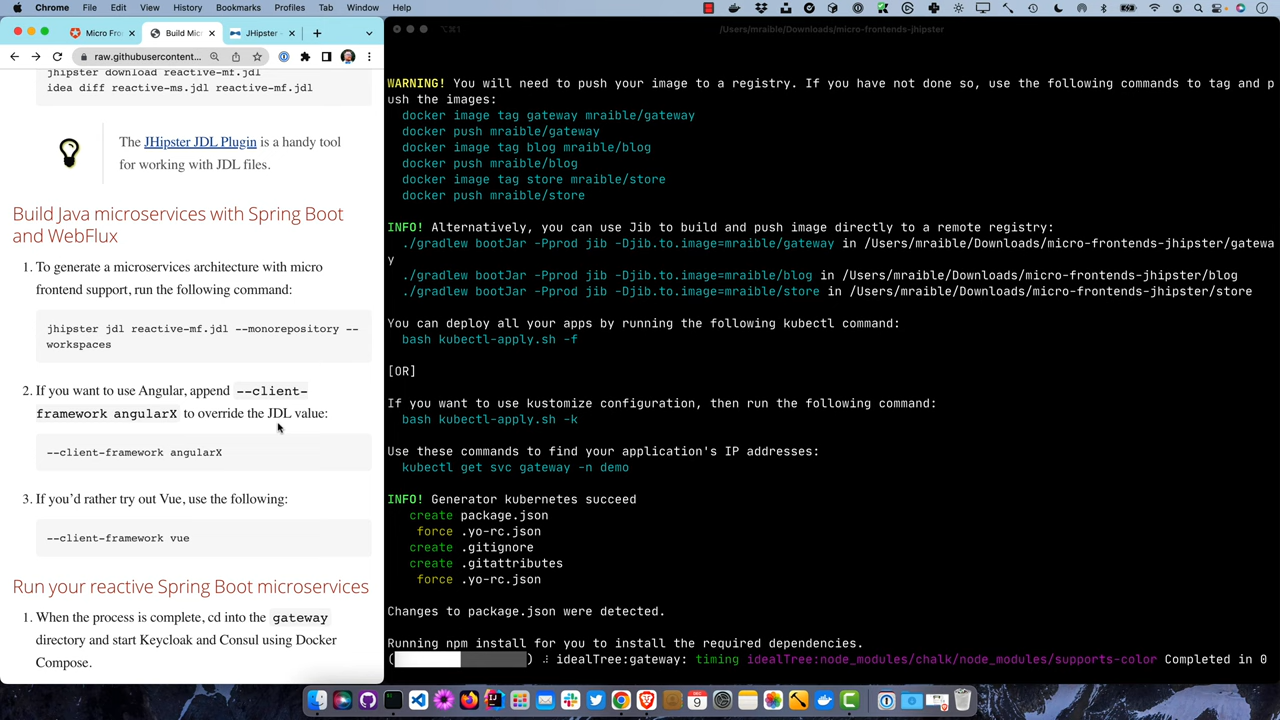 Chrome File Edit View History Bookmarks Profiles Tab Window Help
Micro Fron
Build Micr
JHipster -
raw.githubusercontent...
jhipster download reactive-mf.jdl
idea diff reactive-ms.jdl reactive-mf.jdl
The JHipster JDL Plugin is a handy tool
for working with JDL files.
Build Java microservices with Spring Boot
and WebFlux
1. To generate a microservices architecture with micro
frontend support, run the following command:
jhipster jdl reactive-mf.jdl --monorepository --
workspaces
2. If you want to use Angular, append --client-
framework angularX to override the JDL value:
--client-framework angularX
3. If you’d rather try out Vue, use the following:
--client-framework vue
Run your reactive Spring Boot microservices
1. When the process is complete, cd into the gateway
directory and start Keycloak and Consul using Docker
Compose.
⌥⌘1
/Users/mraible/Downloads/micro-frontends-jhipster
WARNING! You will need to push your image to a registry. If you have not done so, use the following commands to tag and p
ush the images:
docker image tag gateway mraible/gateway
docker push mraible/gateway
docker image tag blog mraible/blog
docker push mraible/blog
docker image tag store mraible/store
docker push mraible/store
INFO! Alternatively, you can use Jib to build and push image directly to a remote registry:
./gradlew bootJar -Pprod jib -Djib.to.image=mraible/gateway in /Users/mraible/Downloads/micro-frontends-jhipster/gatewa
y
./gradlew bootJar -Pprod jib -Djib.to.image=mraible/blog in /Users/mraible/Downloads/micro-frontends-jhipster/blog
./gradlew bootJar -Pprod jib -Djib.to.image=mraible/store in /Users/mraible/Downloads/micro-frontends-jhipster/store
You can deploy all your apps by running the following kubectl command:
bash kubectl-apply.sh -f
[OR]
If you want to use kustomize configuration, then run the following command:
bash kubectl-apply.sh -k
Use these commands to find your application's IP addresses:
kubectl get svc gateway -n demo
INFO! Generator kubernetes succeed
create package.json
force .yo-rc.json
create .gitignore
create .gitattributes
force .yo-rc.json
Changes to package.json were detected.
Running npm install for you to install the required dependencies.
( ) ⠼ idealTree:gateway: timing idealTree:node_modules/chalk/node_modules/supports-color Completed in 0